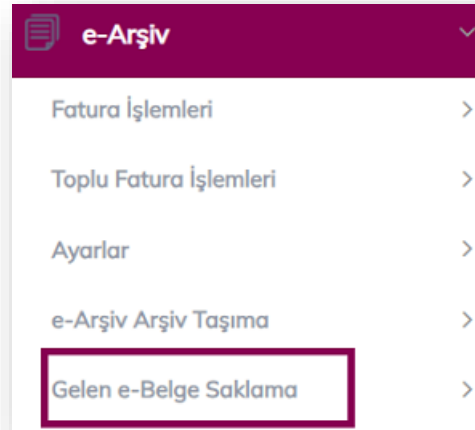 e-Arşiv
Fatura İşlemleri
Toplu Fatura İşlemleri
Ayarlar
e-Arşiv Arşiv Taşıma
Gelen e-Belge Saklama